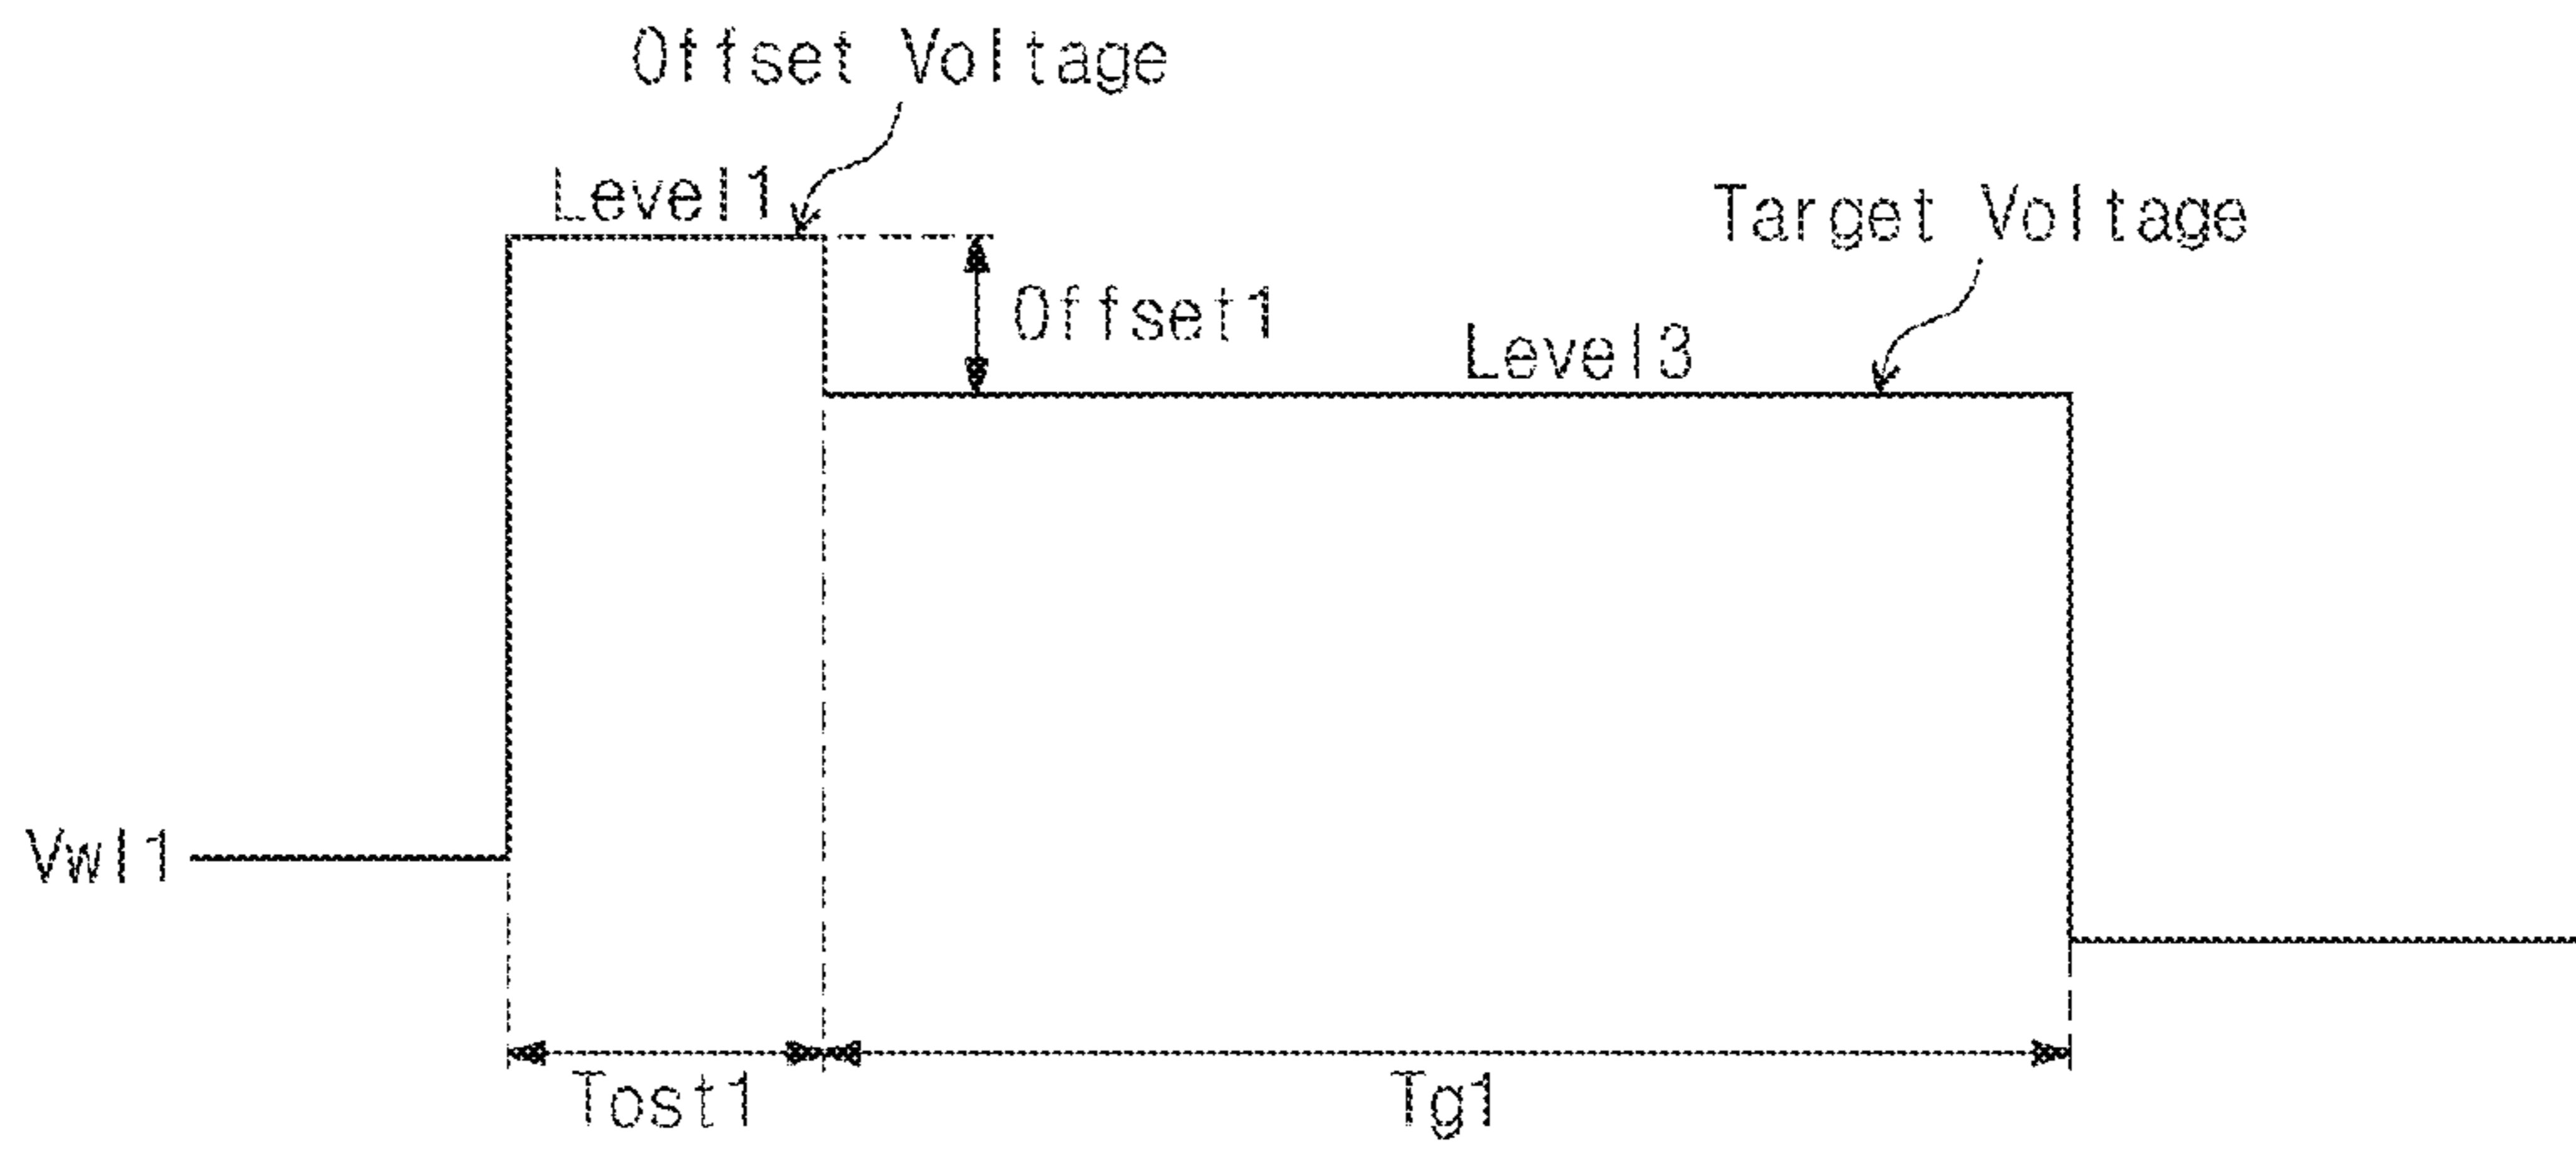 Offset Voltage
Level1
Target Voltage
Offset1
Level3
Vwl1
Tost1
Tg1